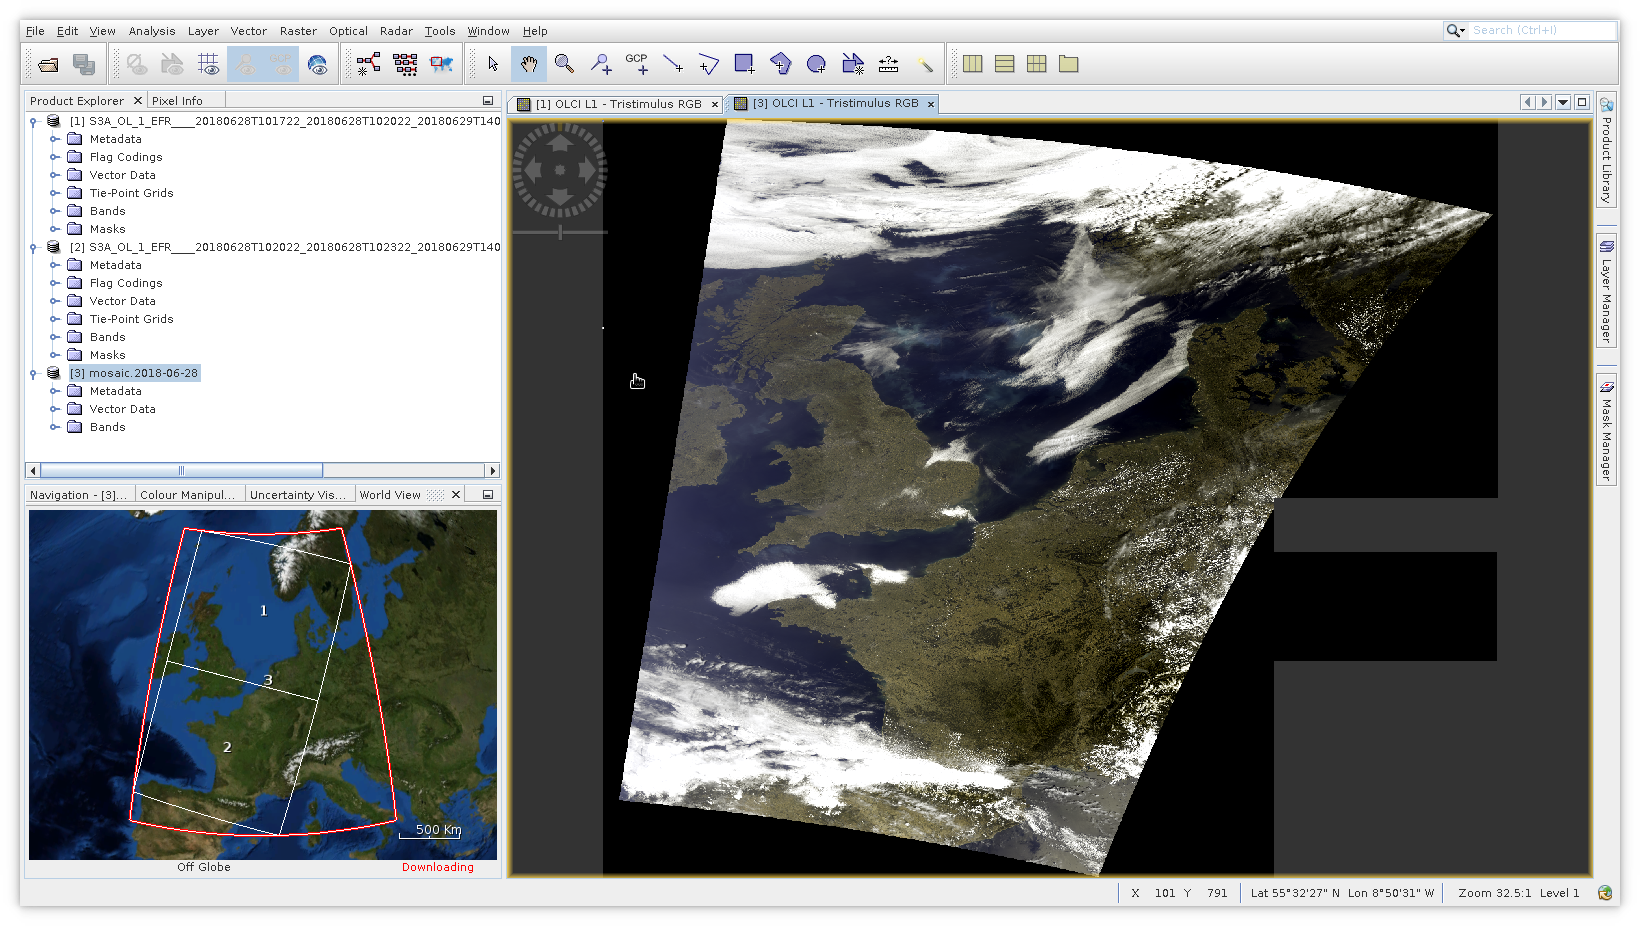 File Edit View Analysis Layer Vector Raster Optical Radar Tools Window Help
Search (Ctrl+I)
GCP
GCP
Product Explorer
Pixel Info
[1] OLCI L1 - Tristimulus RGB
[3] OLCI L1 - Tristimulus RGB
[1] S3A_OL_1_EFR____20180628T101722_20180628T102022_20180629T140
Metadata
Flag Codings
Vector Data
Tie-Point Grids
Bands
Masks
[2] S3A_OL_1_EFR____20180628T102022_20180628T102322_20180629T140
Metadata
Flag Codings
Vector Data
Tie-Point Grids
Bands
Masks
[3] mosaic.2018-06-28
Metadata
Vector Data
Bands
Product Library
Layer Manager
Mask Manager
Navigation - [3]...
Colour Manipul...
Uncertainty Vis...
World View
1
3
2
500 Km
Off Globe
Downloading
X 101 Y 791
Lat 55°32'27" N Lon 8°50'31" W
Zoom 32.5:1 Level 1